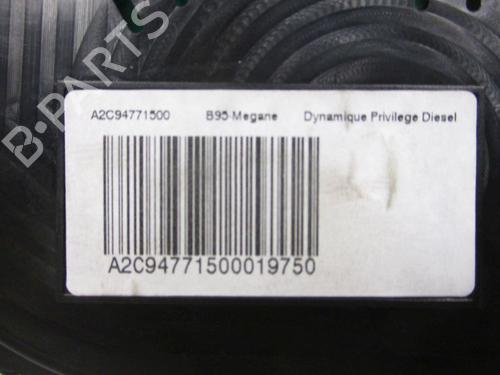 B-PARTS
A2C94771500 B95-Megane Dynamique Privilege Diesel
A2C94771500019750